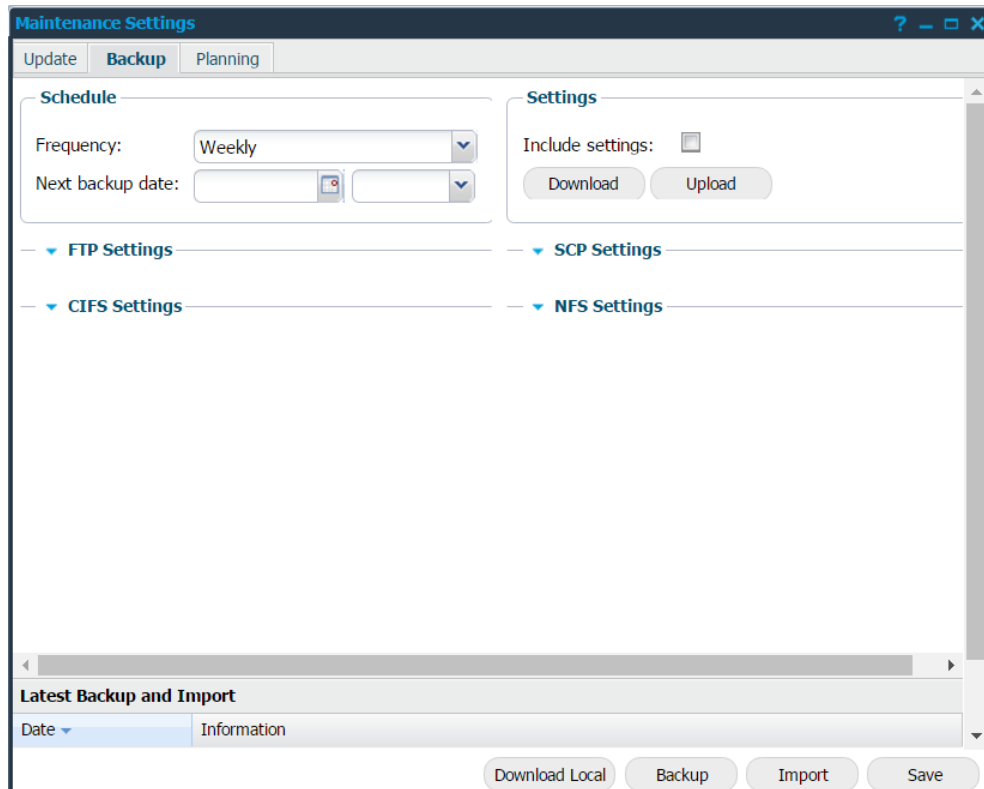 Maintenance Settings ?
Update Backup Planning
Schedule
Frequency: Weekly
Next backup date:
Settings
Include settings:
Download Upload
FTP Settings
SCP Settings
CIFS Settings
NFS Settings
Latest Backup and Import
Date Information
Download Local Backup Import Save